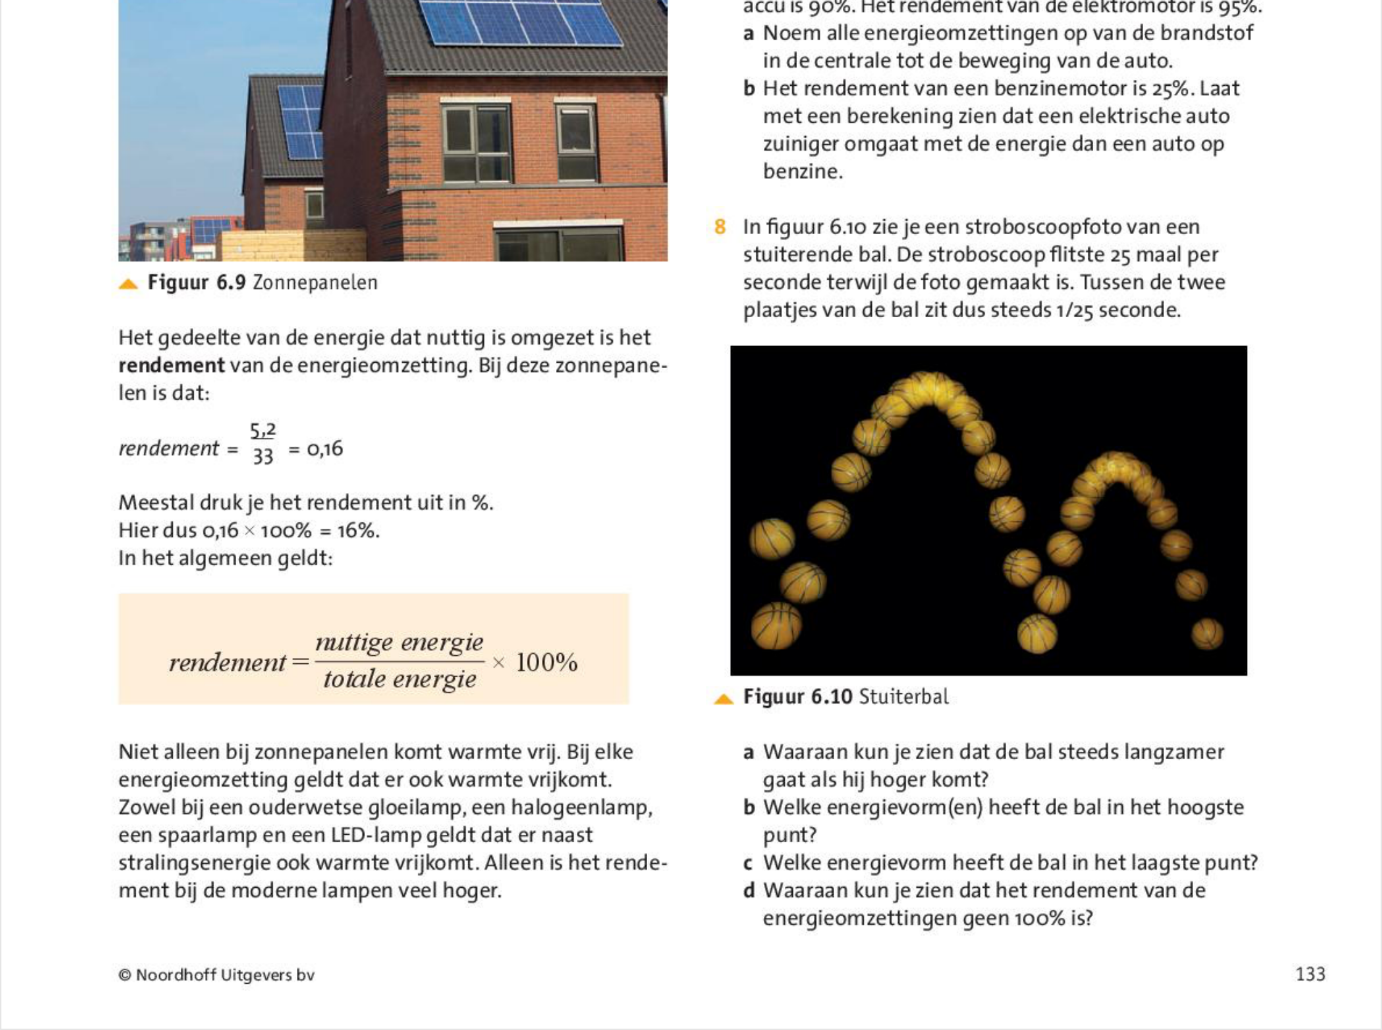 Figuur 6.9 Zonnepanelen
Het gedeelte van de energie dat nuttig is omgezet is het
rendement van de energieomzetting. Bij deze zonnepane-
len is dat:
rendement = 5,2 / 33 = 0,16
Meestal druk je het rendement uit in %.
Hier dus 0,16 × 100% = 16%.
In het algemeen geldt:
rendement = nuttige energie / totale energie × 100%
Niet alleen bij zonnepanelen komt warmte vrij. Bij elke
energieomzetting geldt dat er ook warmte vrijkomt.
Zowel bij een ouderwetse gloeilamp, een halogeenlamp,
een spaarlamp en een LED-lamp geldt dat er naast
stralingsenergie ook warmte vrijkomt. Alleen is het rende-
ment bij de moderne lampen veel hoger.
accu is 90%. Het rendement van de elektromotor is 95%.
a Noem alle energieomzettingen op van de brandstof
in de centrale tot de beweging van de auto.
b Het rendement van een benzinemotor is 25%. Laat
met een berekening zien dat een elektrische auto
zuiniger omgaat met de energie dan een auto op
benzine.
8 In figuur 6.10 zie je een stroboscoopfoto van een
stuiterende bal. De stroboscoop flitste 25 maal per
seconde terwijl de foto gemaakt is. Tussen de twee
plaatjes van de bal zit dus steeds 1/25 seconde.
Figuur 6.10 Stuiterbal
a Waaraan kun je zien dat de bal steeds langzamer
gaat als hij hoger komt?
b Welke energievorm(en) heeft de bal in het hoogste
punt?
c Welke energievorm heeft de bal in het laagste punt?
d Waaraan kun je zien dat het rendement van de
energieomzettingen geen 100% is?
© Noordhoff Uitgevers bv
133